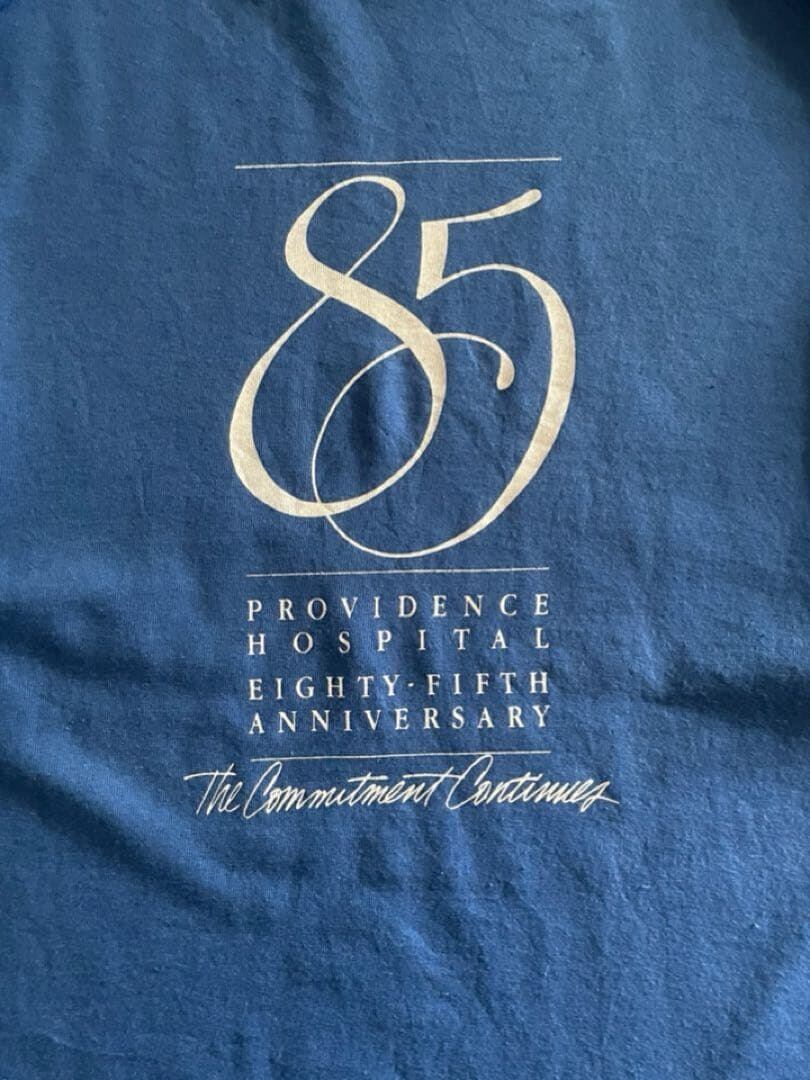 85
PROVIDENCE
HOSPITAL
EIGHTY-FIFTH
ANNIVERSARY
The Commitment Continues